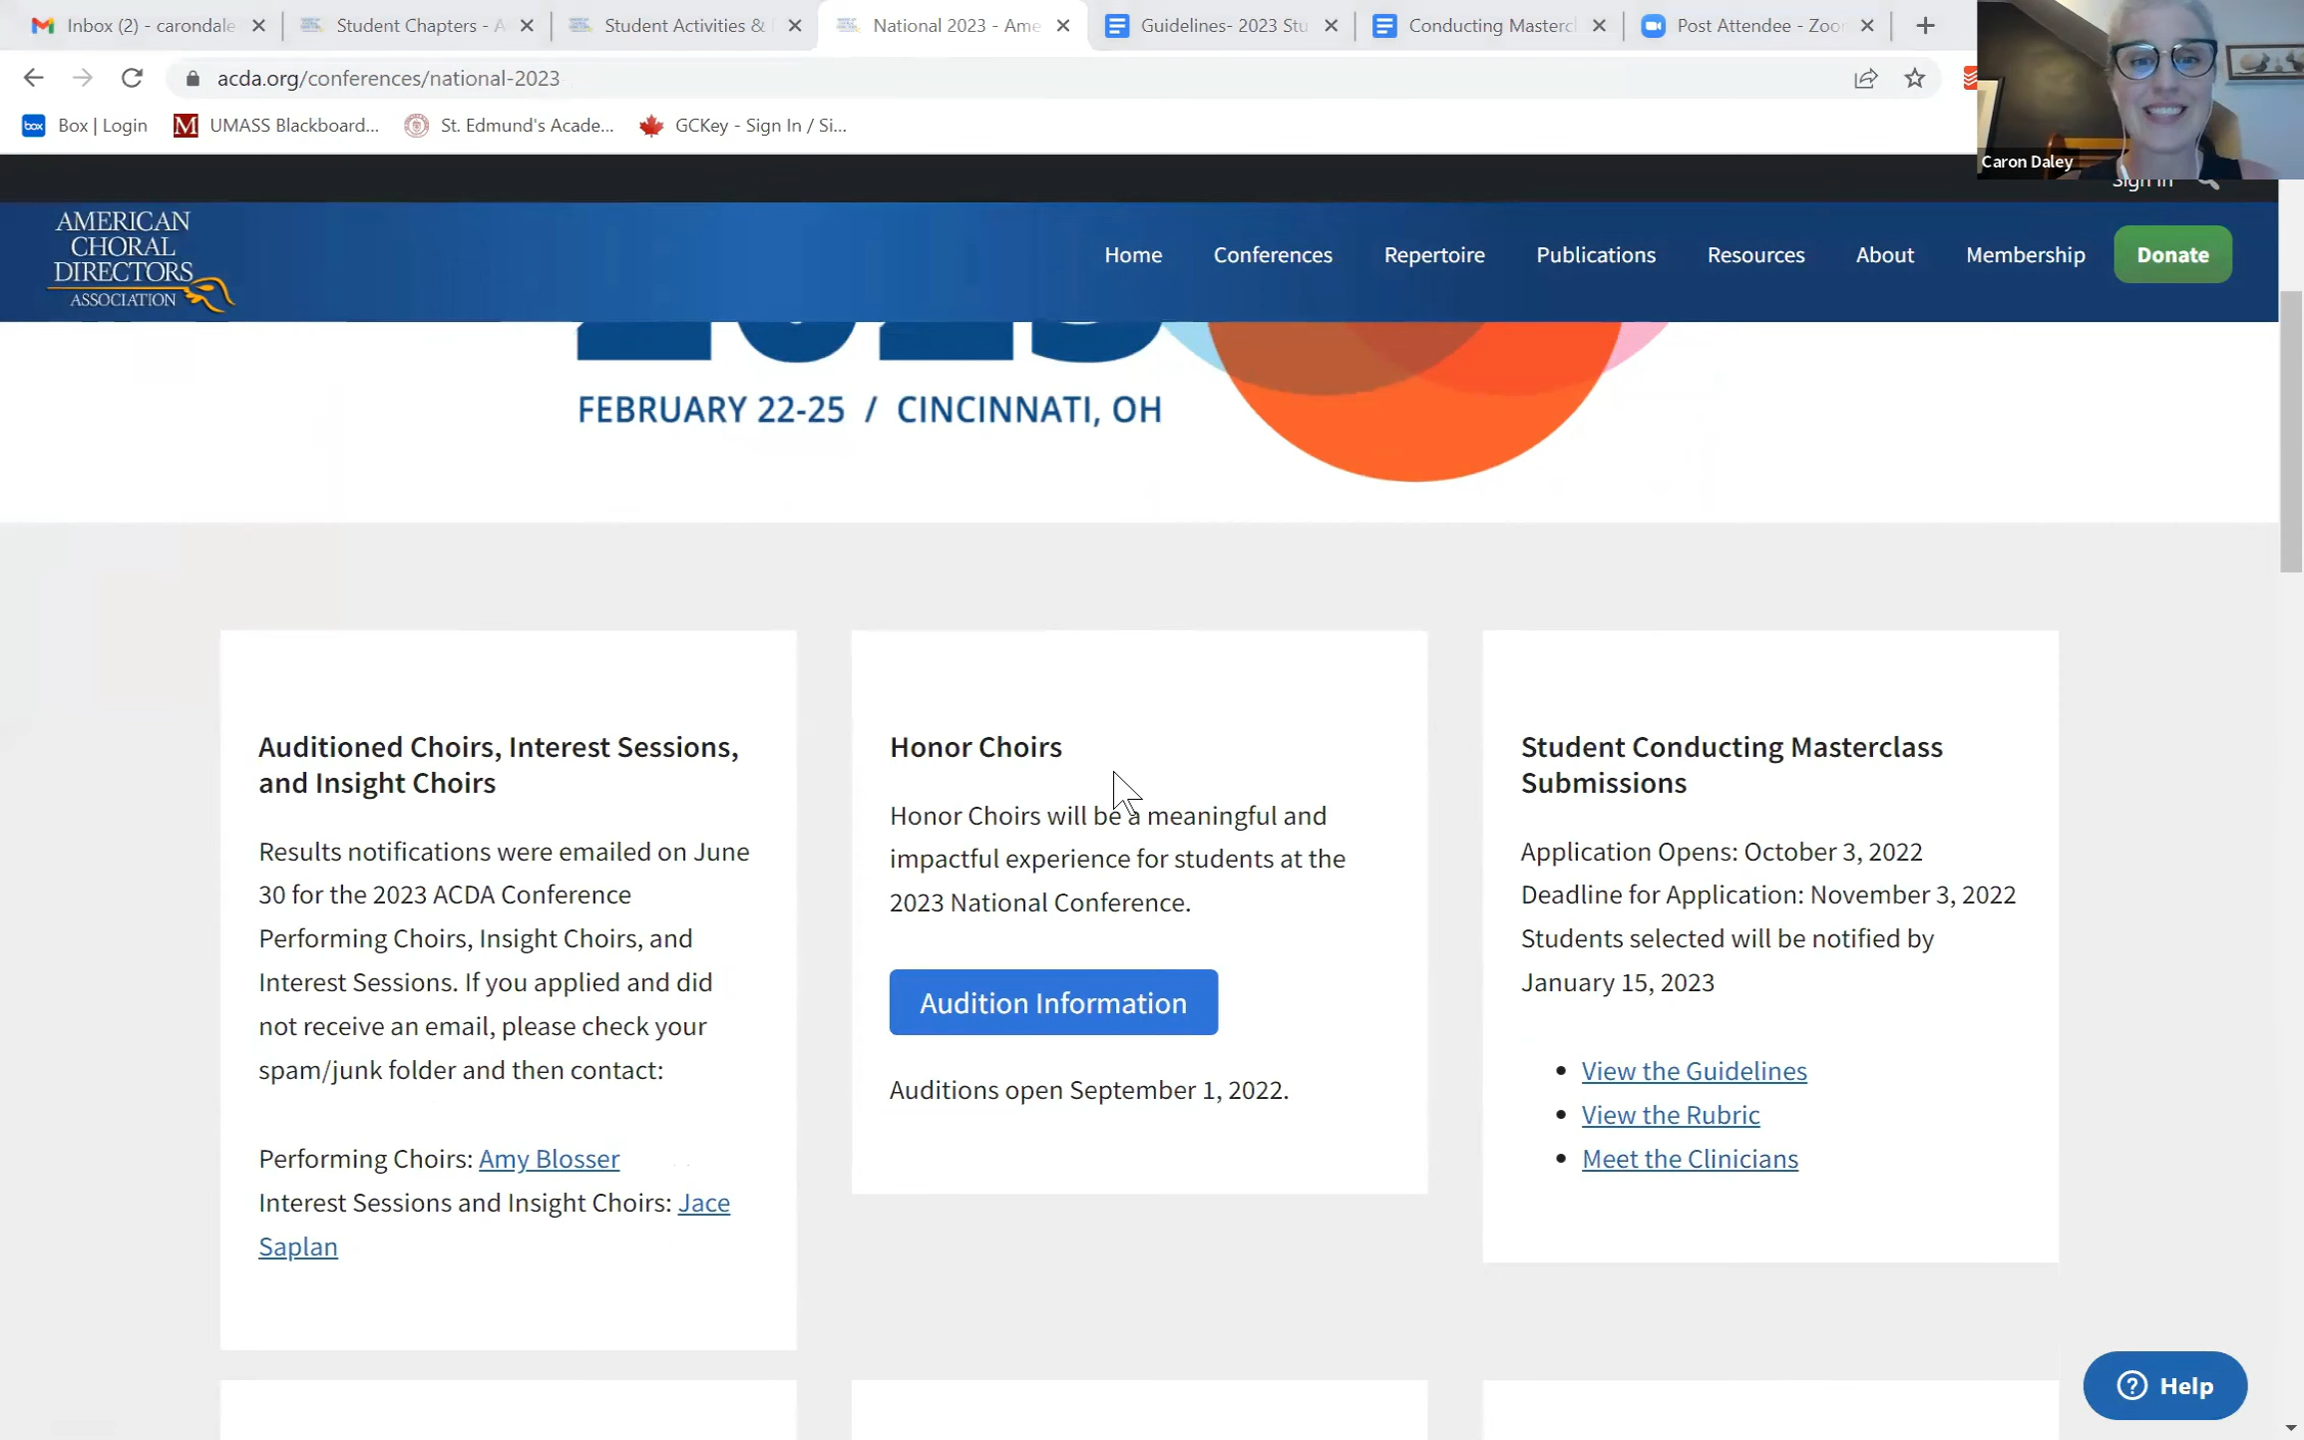 Inbox (2) - carondale
Student Chapters - A
Student Activities &
National 2023 - Ame
Guidelines- 2023 Stu
Conducting Mastercl
Post Attendee - Zoo
acda.org/conferences/national-2023
box
Box | Login
UMASS Blackboard...
St. Edmund's Acade...
GCKey - Sign In / Si...
Caron Daley
Sign In
AMERICAN
CHORAL
DIRECTORS
ASSOCIATION
Home
Conferences
Repertoire
Publications
Resources
About
Membership
Donate
2023
FEBRUARY 22-25 / CINCINNATI, OH
Auditioned Choirs, Interest Sessions,
and Insight Choirs
Results notifications were emailed on June
30 for the 2023 ACDA Conference
Performing Choirs, Insight Choirs, and
Interest Sessions. If you applied and did
not receive an email, please check your
spam/junk folder and then contact:
Performing Choirs: Amy Blosser
Interest Sessions and Insight Choirs: Jace
Saplan
Honor Choirs
Honor Choirs will be a meaningful and
impactful experience for students at the
2023 National Conference.
Audition Information
Auditions open September 1, 2022.
Student Conducting Masterclass
Submissions
Application Opens: October 3, 2022
Deadline for Application: November 3, 2022
Students selected will be notified by
January 15, 2023
• View the Guidelines
• View the Rubric
• Meet the Clinicians
Help